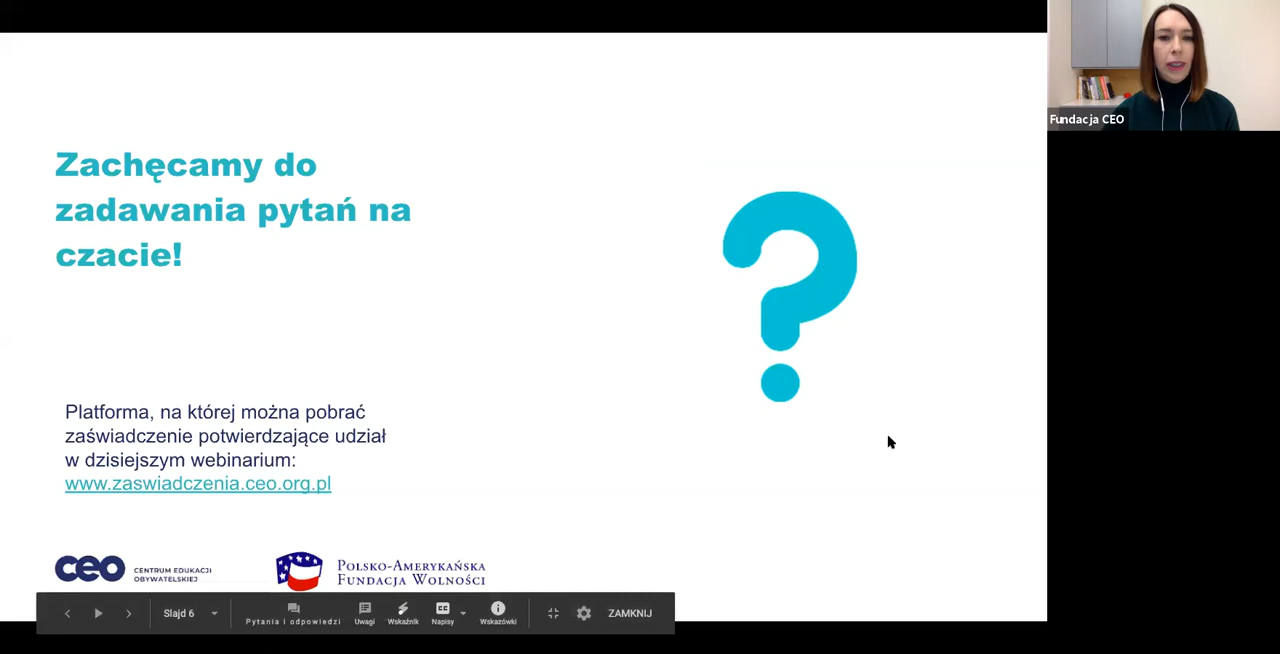 Zachęcamy do
zadawania pytań na
czacie!
Platforma, na której można pobrać
zaświadczenie potwierdzające udział
w dzisiejszym webinarium:
www.zaswiadczenia.ceo.org.pl
ceo CENTRUM EDUKACJI
OBYWATELSKIEJ
POLSKO-AMERYKAŃSKA
FUNDACJA WOLNOŚCI
Slajd 6
Pytania i odpowiedzi
Uwagi
Wskaźnik
CC
Napisy
Wskazówki
ZAMKNIJ
Fundacja CEO